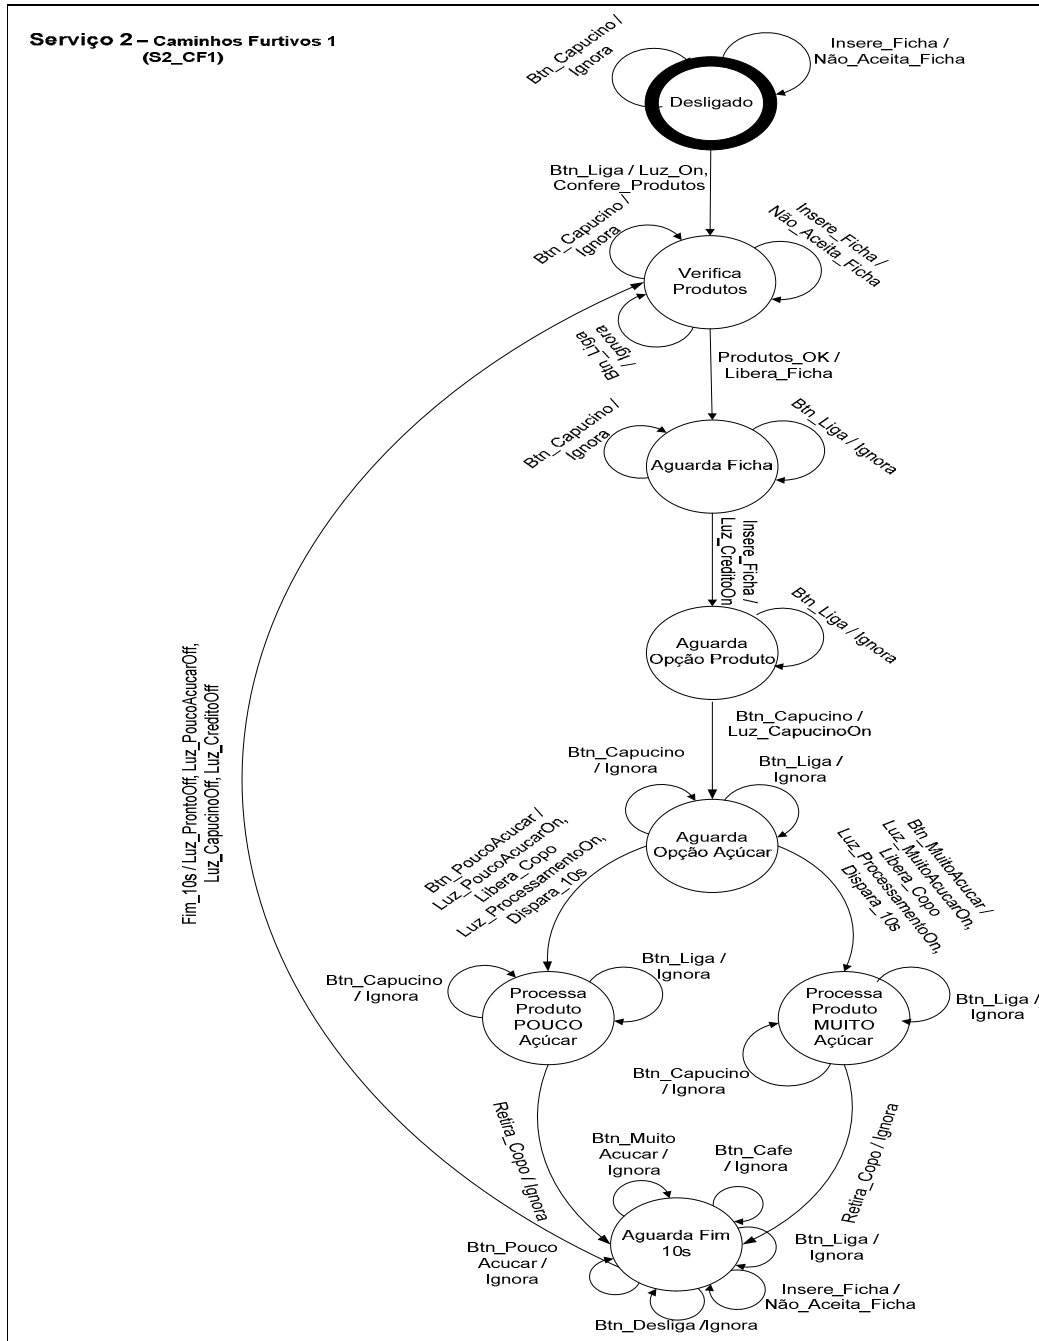 Serviço 2 – Caminhos Furtivos 1
(S2_CF1)
Btn_Capucino /
Ignora
Insere_Ficha /
Não_Aceita_Ficha
Desligado
Btn_Liga / Luz_On,
Confere_Produtos
Btn_Capucino /
Ignora
Insere_Ficha /
Não_Aceita_Ficha
Verifica
Produtos
Btn_Liga
/ Ignora
Produtos_OK /
Libera_Ficha
Btn_Capucino /
Ignora
Btn_Liga / Ignora
Aguarda Ficha
Insere_Ficha /
Luz_CreditoOn
Btn_Liga / Ignora
Aguarda
Opção Produto
Btn_Capucino /
Luz_CapucinoOn
Btn_Capucino
/ Ignora
Btn_Liga /
Ignora
Aguarda
Opção Açúcar
Btn_PoucoAcucar /
Luz_PoucoAcucarOn,
Libera_Copo
Luz_ProcessamentoOn,
Dispara_10s
Btn_MuitoAcucar /
Luz_MuitoAcucarOn,
Libera_Copo
Luz_ProcessamentoOn,
Dispara_10s
Fim_10s / Luz_ProntoOff, Luz_PoucoAcucarOff,
Luz_CapucinoOff, Luz_CreditoOff
Btn_Capucino
/ Ignora
Btn_Liga /
Ignora
Processa
Produto
POUCO
Açúcar
Processa
Produto
MUITO
Açúcar
Btn_Liga /
Ignora
Btn_Capucino
/ Ignora
Retira_Copo / Ignora
Retira_Copo / Ignora
Btn_Muito
Acucar /
Ignora
Btn_Cafe
/ Ignora
Aguarda Fim
10s
Btn_Liga /
Ignora
Btn_Pouco
Acucar /
Ignora
Insere_Ficha /
Não_Aceita_Ficha
Btn_Desliga /Ignora